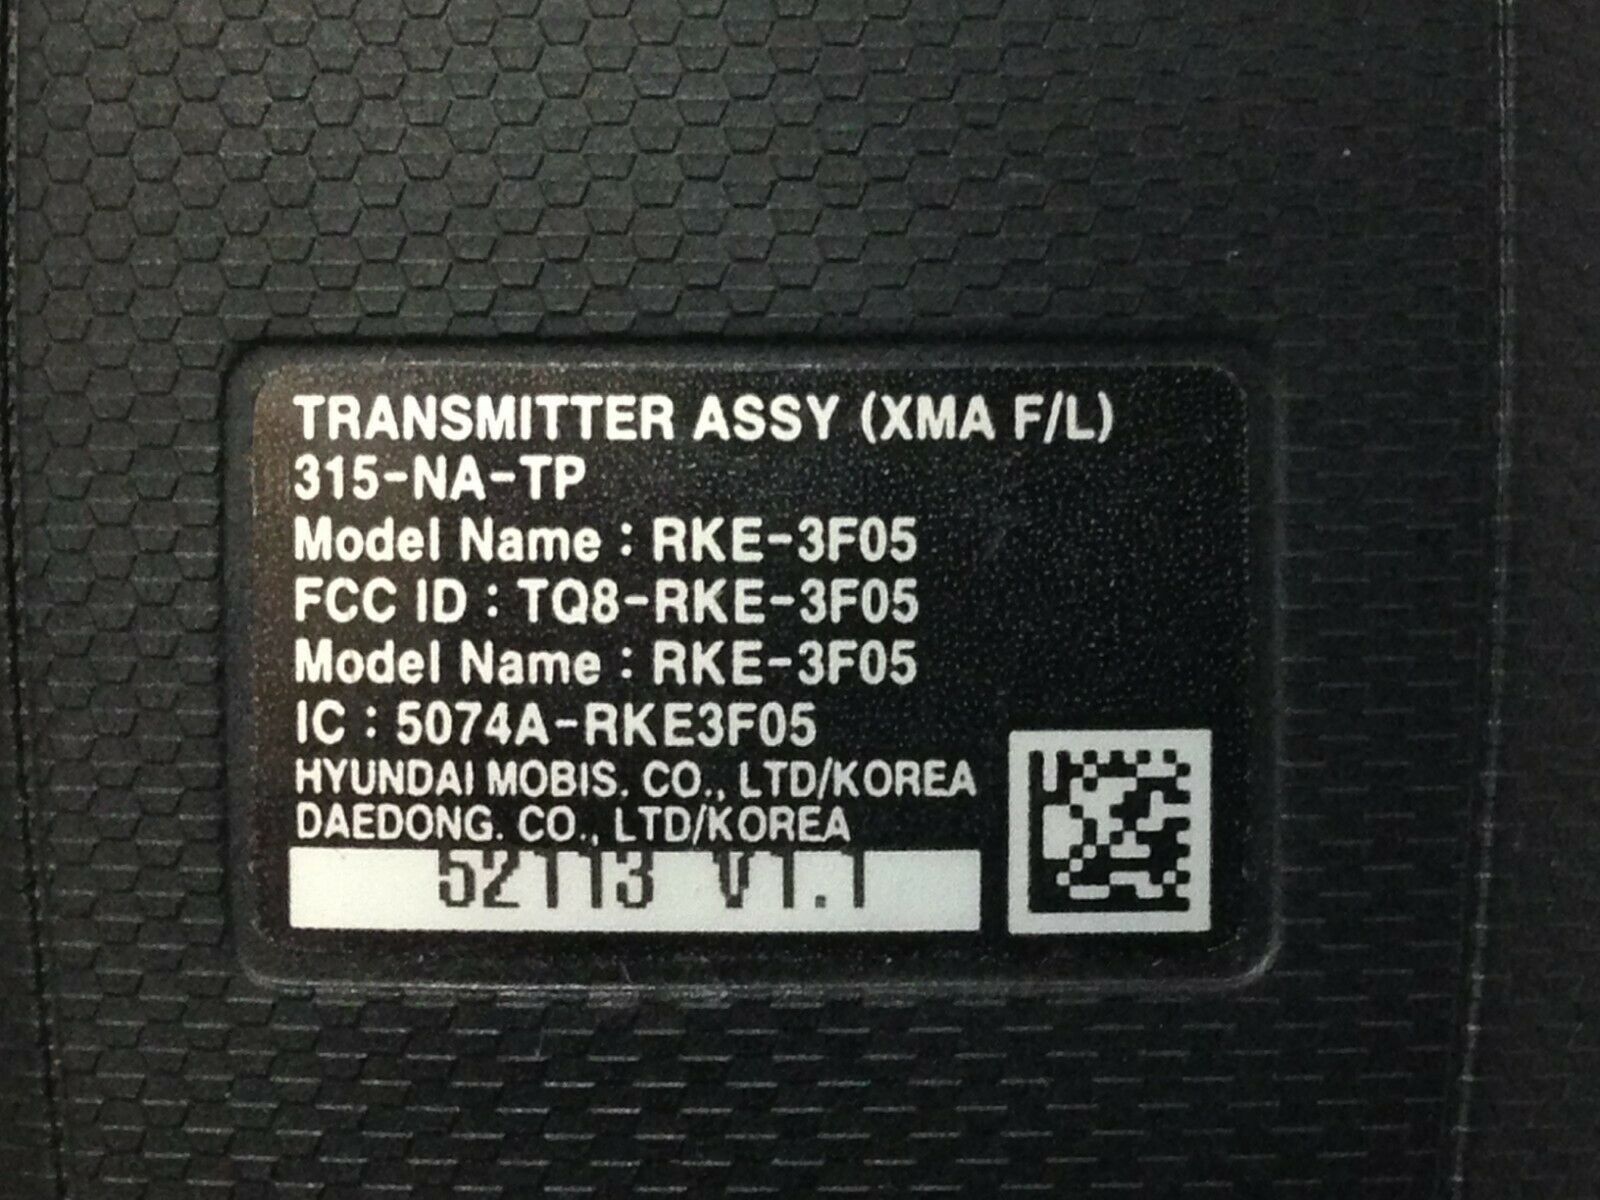 TRANSMITTER ASSY (XMA F/L)
315-NA-TP
Model Name : RKE-3F05
FCC ID : TQ8-RKE-3F05
Model Name : RKE-3F05
IC : 5074A-RKE3F05
HYUNDAI MOBIS. CO., LTD/KOREA
DAEDONG. CO., LTD/KOREA
52113 V1.1